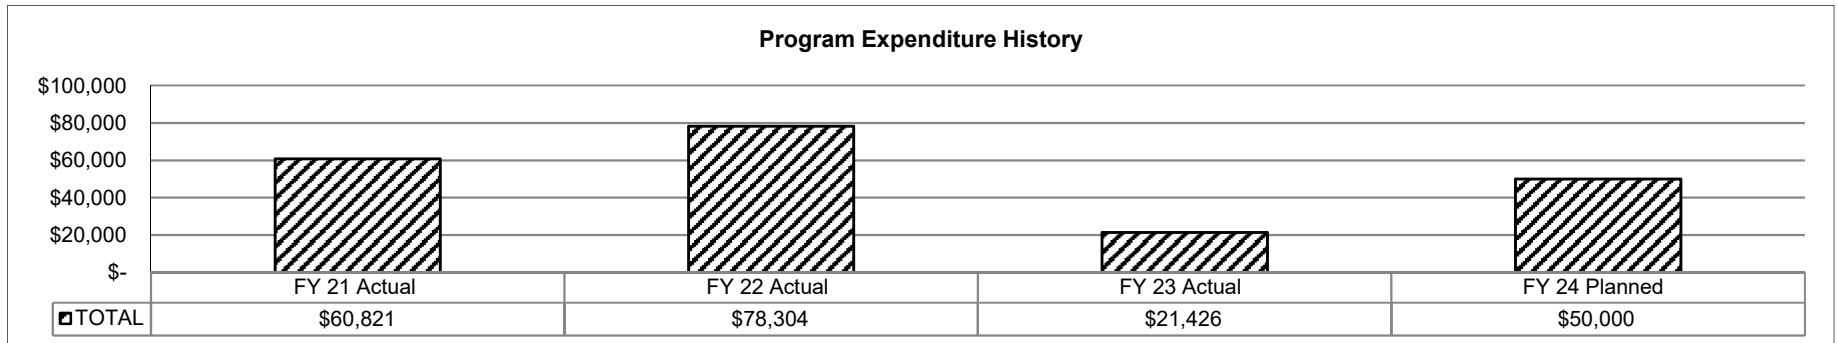 Program Expenditure History
$100,000
$80,000
$60,000
$40,000
$20,000
$-
FY 21 Actual FY 22 Actual FY 23 Actual FY 24 Planned
TOTAL $60,821 $78,304 $21,426 $50,000